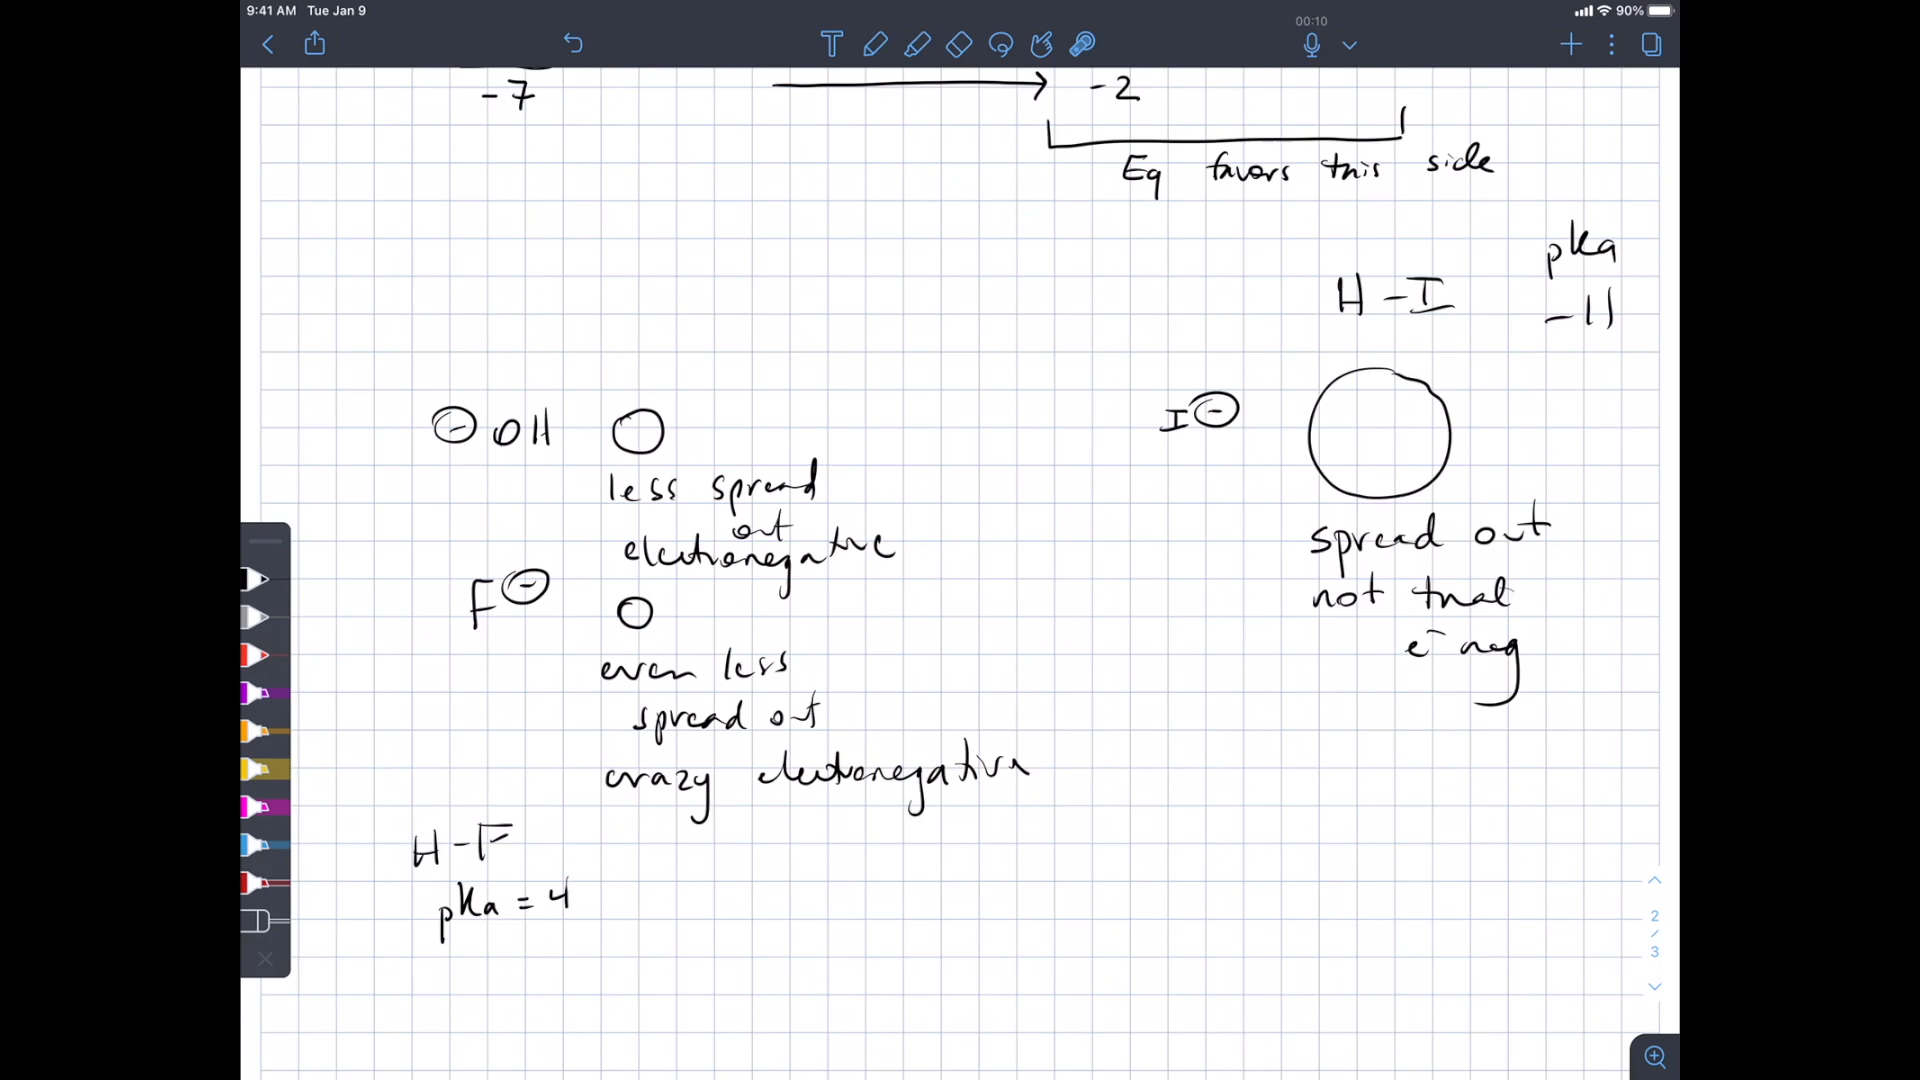 9:41 AM Tue Jan 9
90%
00:10
-7
-2
Eq favors this side
pKa
H-I
-11
⊖OH
I⊖
less spread
out
electronegative
spread out
not that
e⁻ neg
F⊖
even less
spread out
crazy electronegative
H-F
pKa = 4
2
/
3